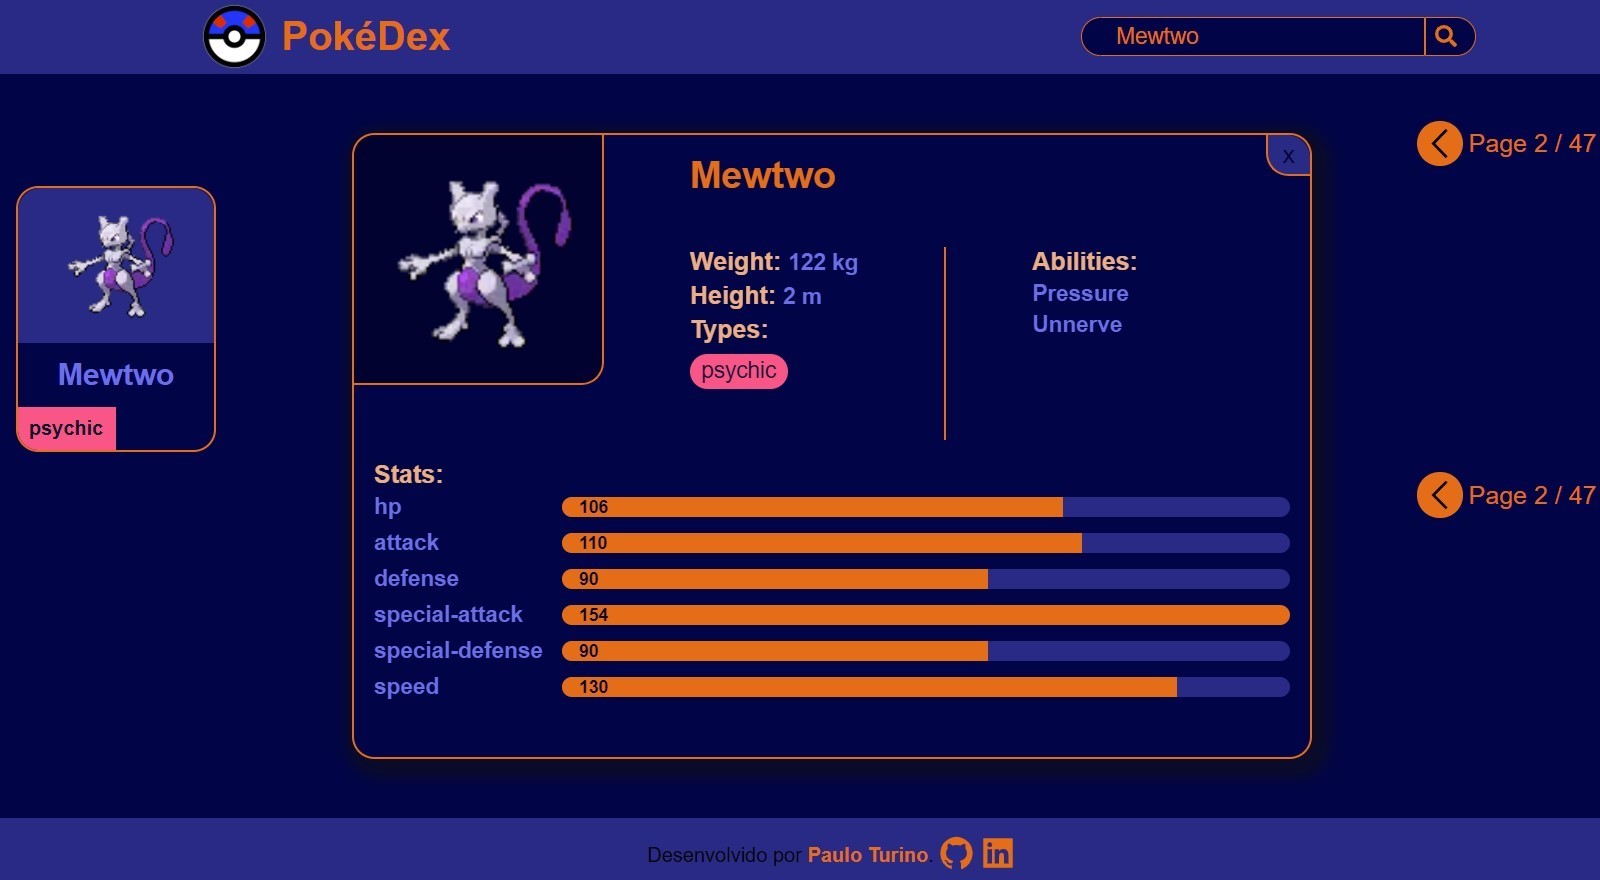 PokéDex
Mewtwo
Page 2 / 47
Mewtwo
psychic
x
Mewtwo
Weight: 122 kg
Height: 2 m
Types:
psychic
Abilities:
Pressure
Unnerve
Stats:
hp 106
attack 110
defense 90
special-attack 154
special-defense 90
speed 130
Page 2 / 47
Desenvolvido por Paulo Turino.
in